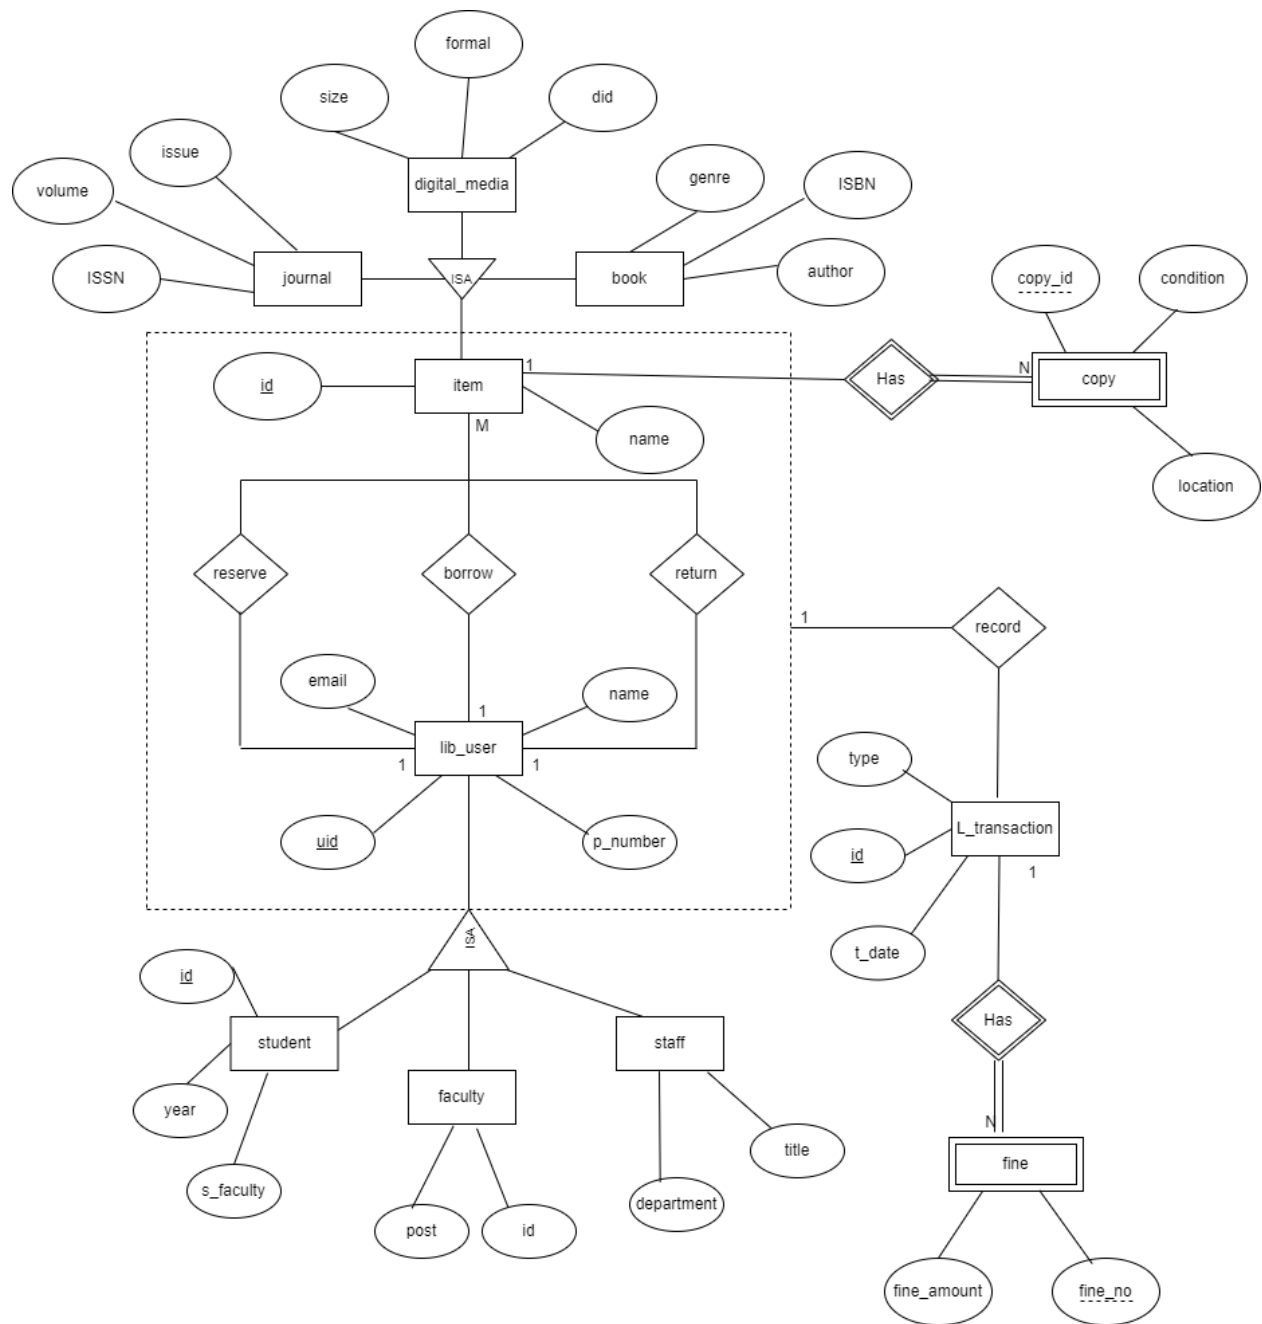 formal
size
did
digital_media
issue
volume
genre
ISBN
ISSN
journal
ISA
book
author
copy_id
condition
id
item
1
Has
N
copy
M
name
location
reserve
borrow
return
1
record
email
name
1
lib_user
1
1
type
uid
p_number
L_transaction
id
1
t_date
ISA
id
student
staff
Has
year
faculty
title
N
s_faculty
post
id
department
fine
fine_amount
fine_no